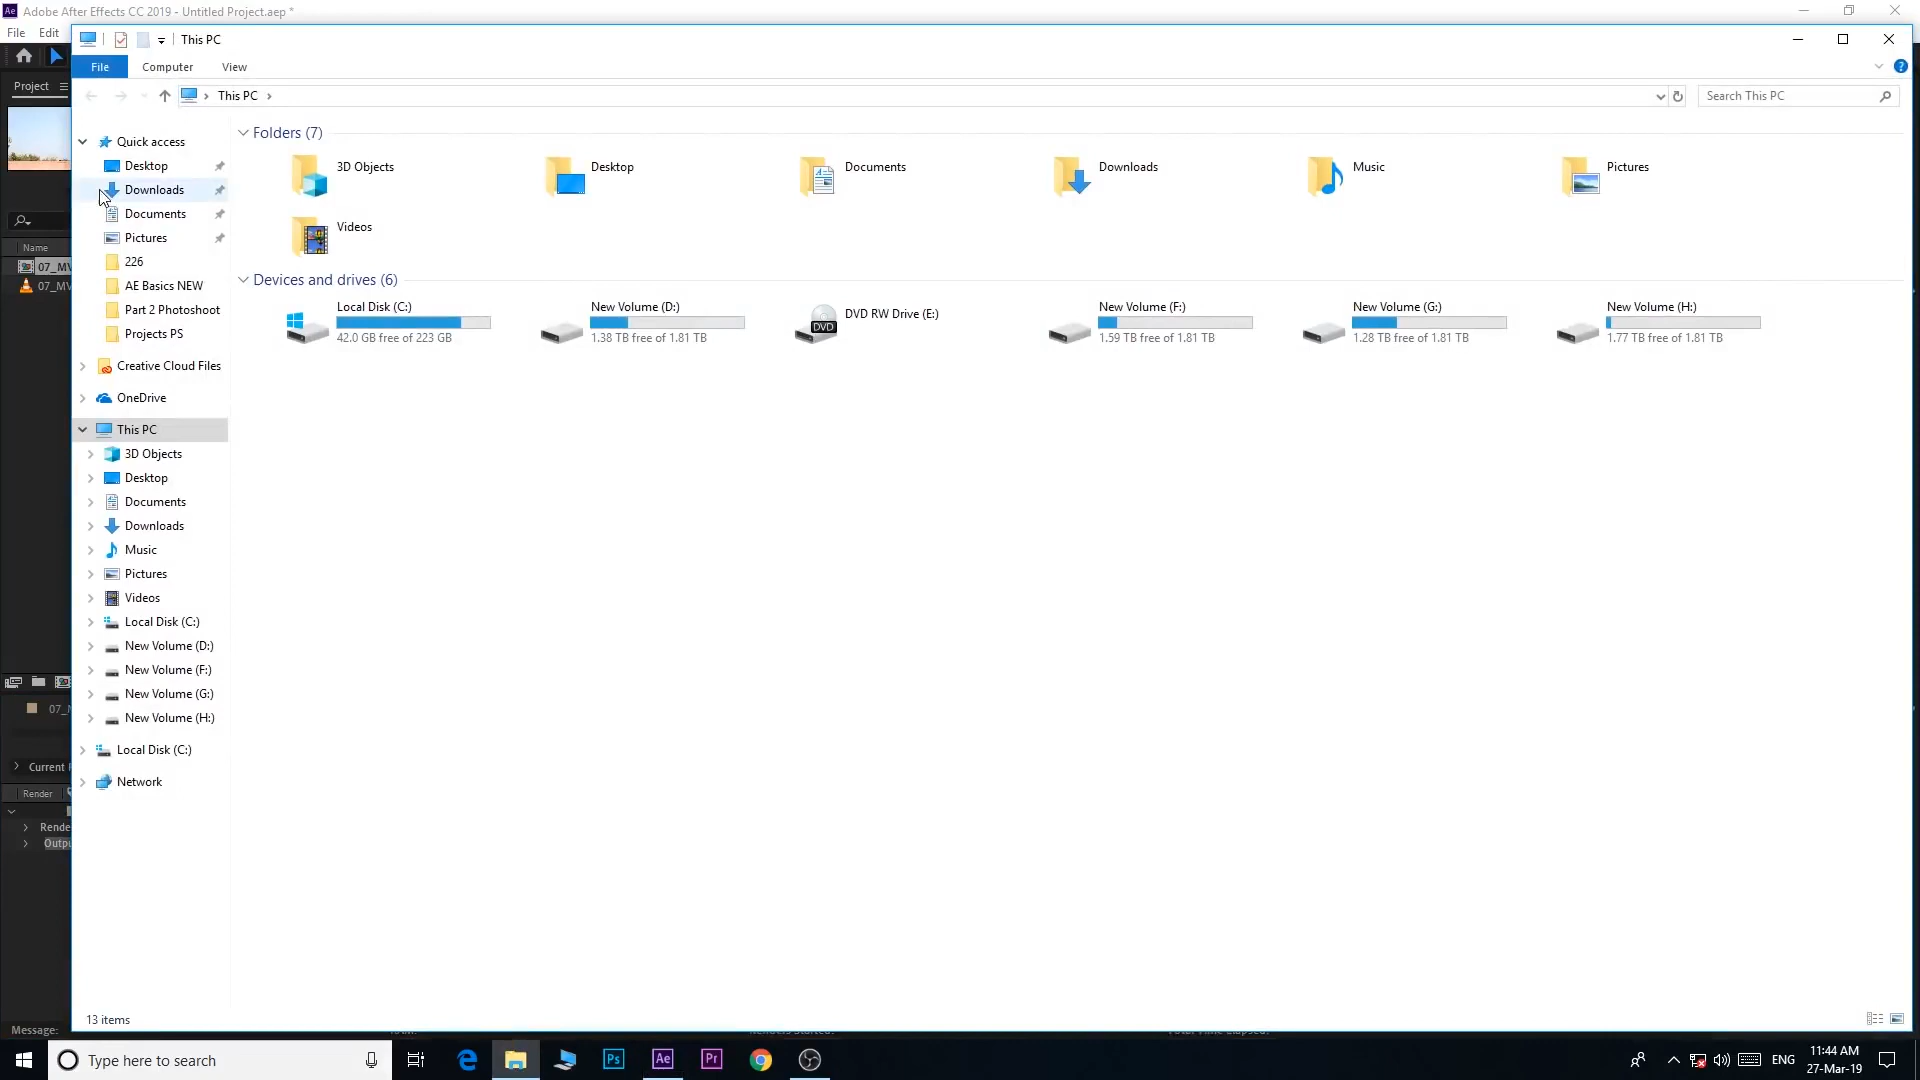 Ae Adobe After Effects CC 2019 - Untitled Project.aep *
File Edit
This PC
File Computer View
Project
This PC
Search This PC
Quick access
Desktop
Downloads
Documents
Pictures
226
AE Basics NEW
Part 2 Photoshoot
Projects PS
Creative Cloud Files
OneDrive
This PC
3D Objects
Desktop
Documents
Downloads
Music
Pictures
Videos
Local Disk (C:)
New Volume (D:)
New Volume (F:)
New Volume (G:)
New Volume (H:)
Local Disk (C:)
Network
Folders (7)
3D Objects
Desktop
Documents
Downloads
Music
Pictures
Videos
Devices and drives (6)
Local Disk (C:)
42.0 GB free of 223 GB
New Volume (D:)
1.38 TB free of 1.81 TB
DVD RW Drive (E:)
DVD
New Volume (F:)
1.59 TB free of 1.81 TB
New Volume (G:)
1.28 TB free of 1.81 TB
New Volume (H:)
1.77 TB free of 1.81 TB
Name
07_MV
07_MV
Current
Render
13 items
Message:
Type here to search
Ps
Ae
Pr
ENG
11:44 AM
27-Mar-19